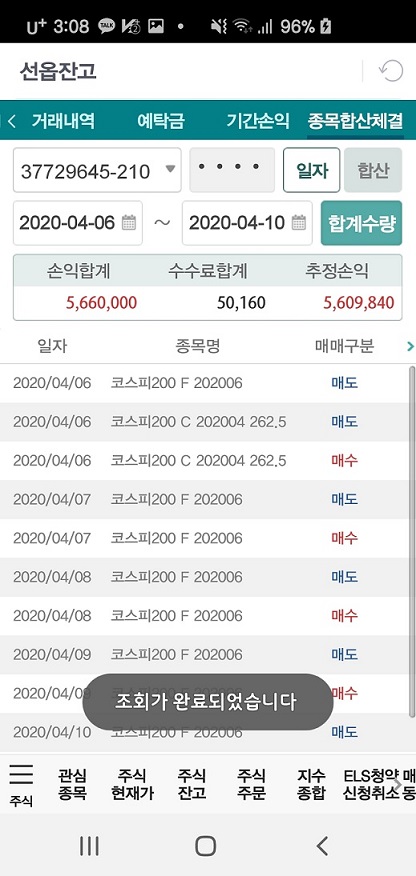 U+ 3:08 TALK 96%
선옵잔고
거래내역 예탁금 기간손익 종목합산체결
37729645-210 **** 일자 합산
2020-04-06 ~ 2020-04-10 합계수량
손익합계 수수료합계 추정손익
5,660,000 50,160 5,609,840
일자 종목명 매매구분
2020/04/06 코스피200 F 202006 매도
2020/04/06 코스피200 C 202004 262.5 매도
2020/04/06 코스피200 C 202004 262.5 매수
2020/04/07 코스피200 F 202006 매도
2020/04/07 코스피200 F 202006 매수
2020/04/08 코스피200 F 202006 매도
2020/04/08 코스피200 F 202006 매수
2020/04/09 코스피200 F 202006 매도
2020/04/09 매수
조회가 완료되었습니다
2020/04/10 코스피200 F 202006 매도
주식
관심 주식 주식 주식 지수 ELS청약 매
종목 현재가 잔고 주문 종합 신청취소 동